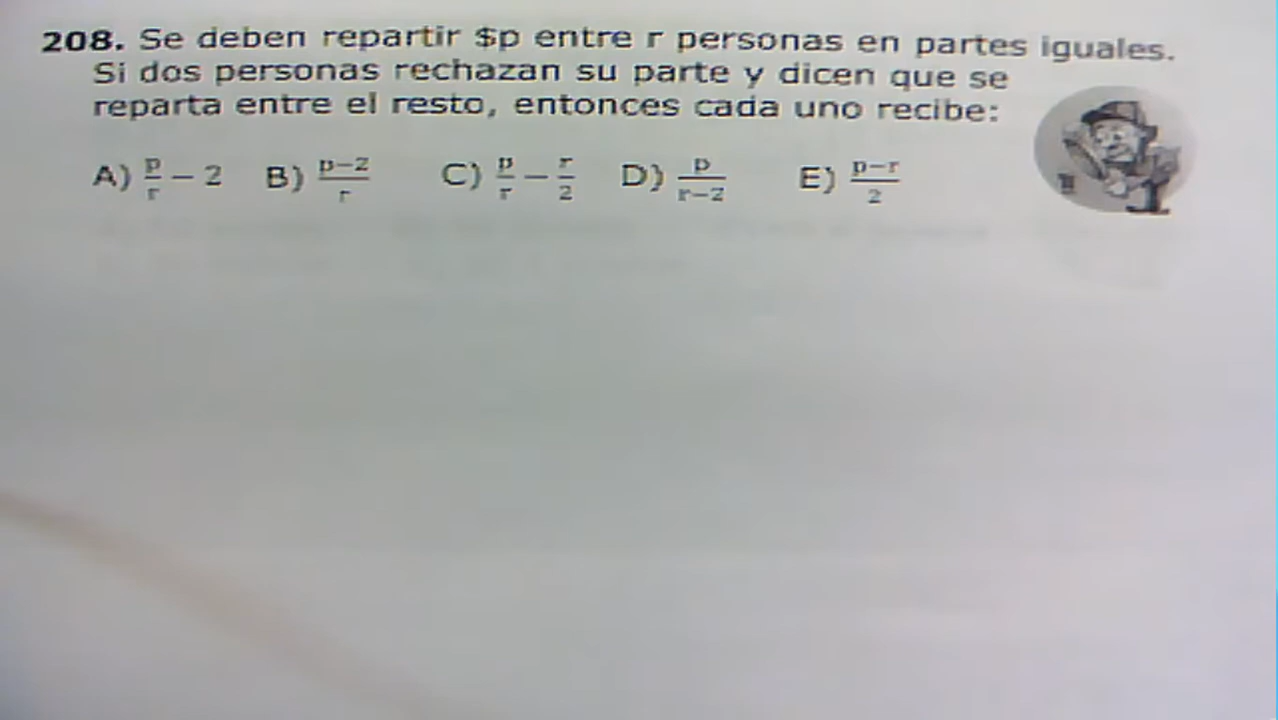 208. Se deben repartir $p entre r personas en partes iguales.
Si dos personas rechazan su parte y dicen que se
reparta entre el resto, entonces cada uno recibe:
A) p/r − 2 B) p−2/r C) p/r − r/2 D) p/r−2 E) p−r/2